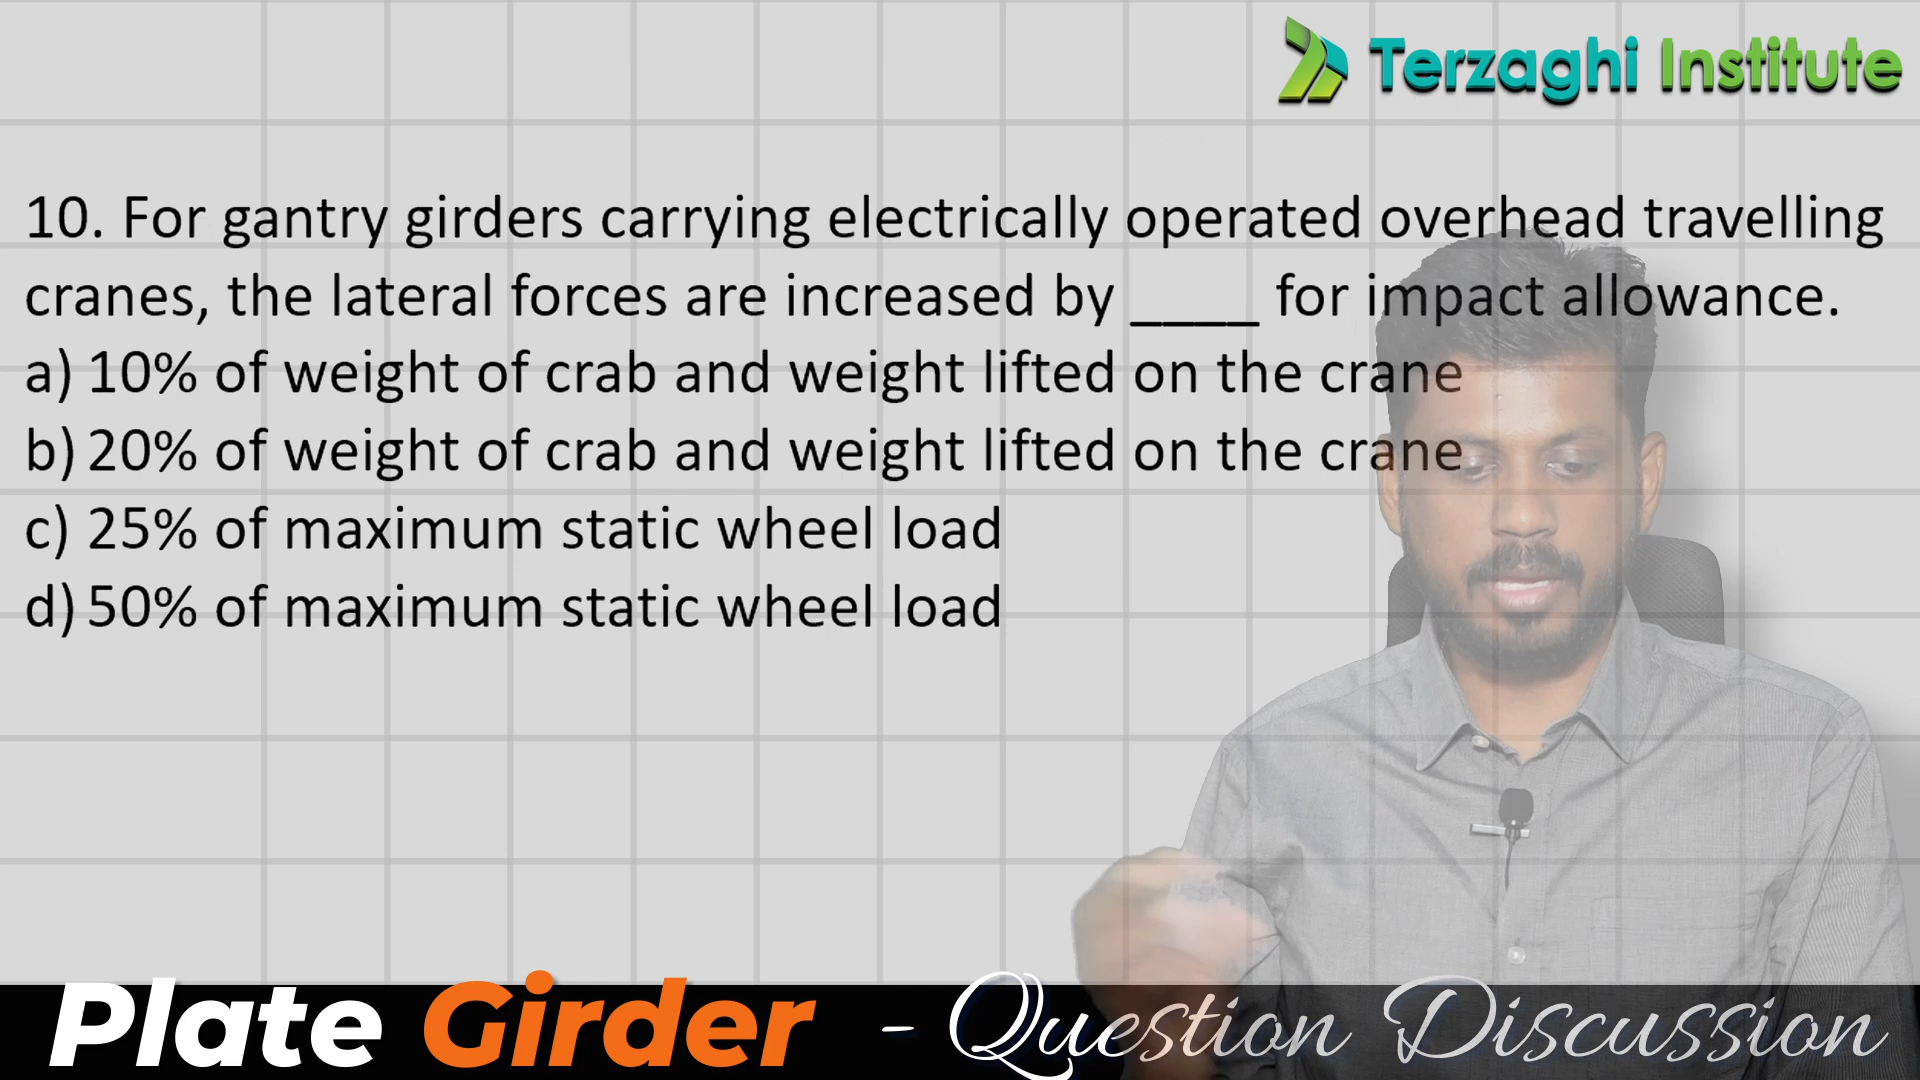 Terzaghi Institute
10. For gantry girders carrying electrically operated overhead travelling
cranes, the lateral forces are increased by ____ for impact allowance.
a) 10% of weight of crab and weight lifted on the crane
b) 20% of weight of crab and weight lifted on the crane
c) 25% of maximum static wheel load
d) 50% of maximum static wheel load
Plate Girder - Question Discussion